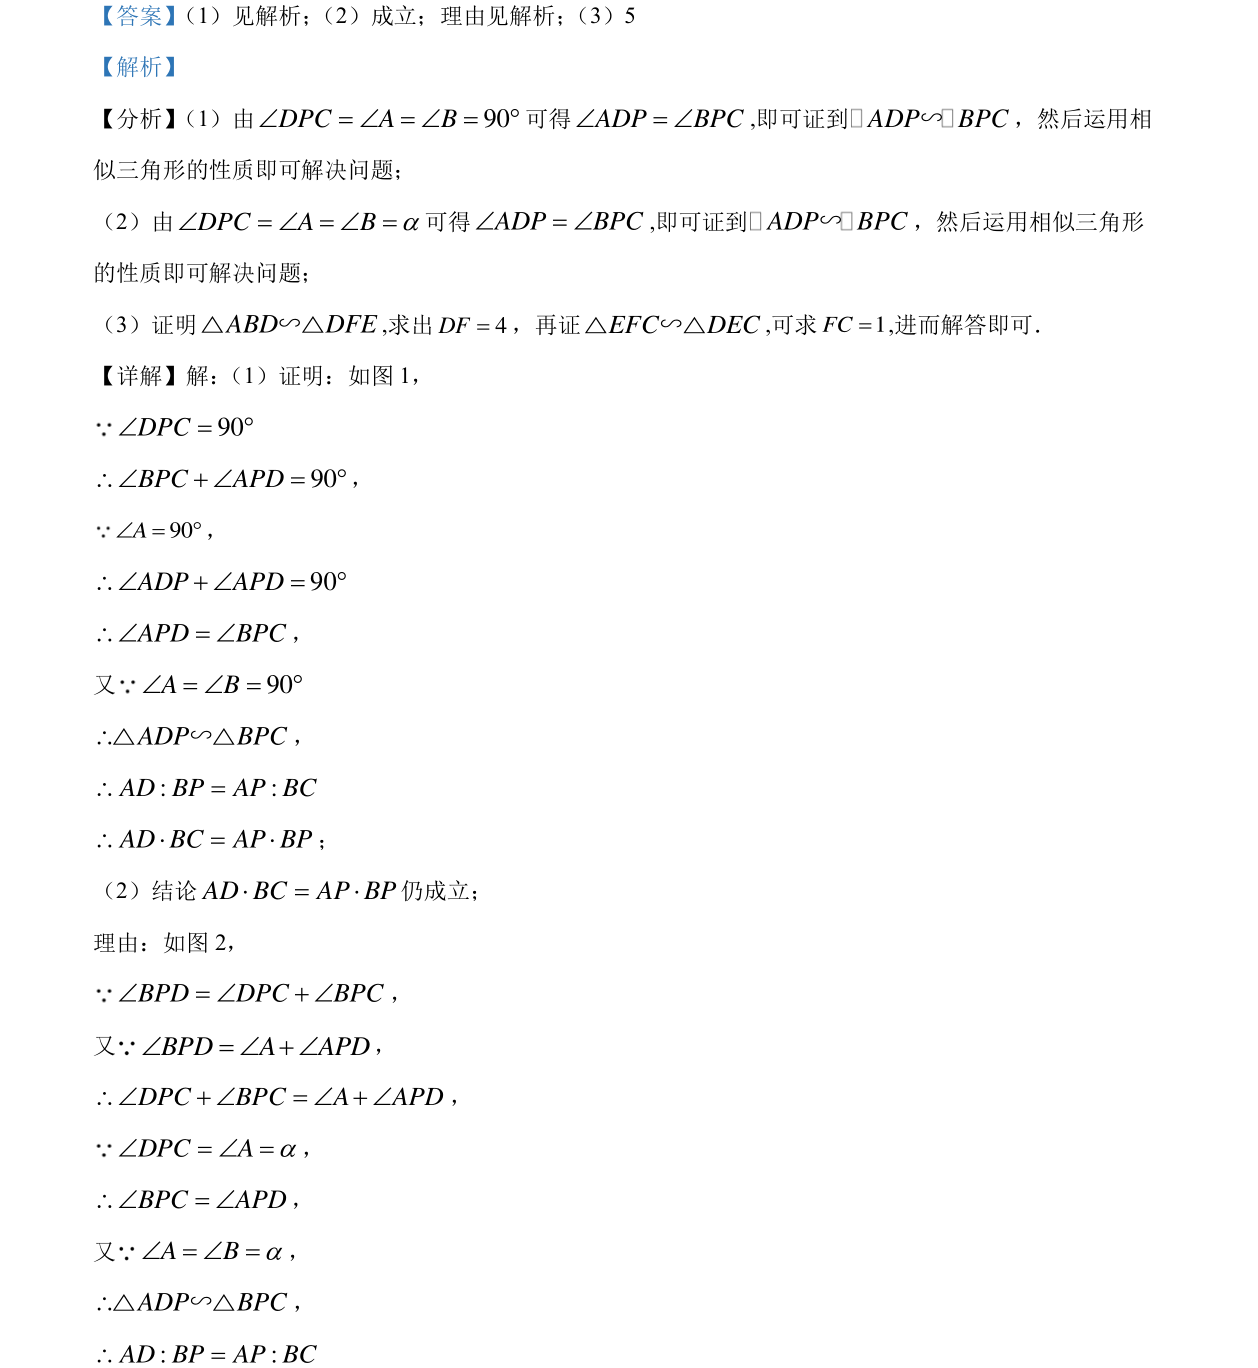 【答案】（1）见解析；（2）成立；理由见解析；（3）5
【解析】
【分析】（1）由∠DPC = ∠A = ∠B = 90° 可得∠ADP = ∠BPC ,即可证到□ ADP∽□ BPC ，然后运用相
似三角形的性质即可解决问题；
（2）由∠DPC = ∠A = ∠B = α 可得∠ADP = ∠BPC ,即可证到□ ADP∽□ BPC ，然后运用相似三角形
的性质即可解决问题；
（3）证明△ABD∽△DFE ,求出 DF = 4，再证△EFC∽△DEC ,可求 FC =1,进而解答即可．
【详解】解：（1）证明：如图 1，
∵∠DPC = 90°
∴∠BPC + ∠APD = 90°，
∵∠A = 90°，
∴∠ADP + ∠APD = 90°
∴∠APD = ∠BPC ，
又∵∠A = ∠B = 90°
∴△ADP∽△BPC ，
∴ AD : BP = AP : BC
∴ AD · BC = AP · BP；
（2）结论 AD · BC = AP · BP仍成立；
理由：如图 2，
∵∠BPD = ∠DPC + ∠BPC ，
又∵∠BPD = ∠A + ∠APD，
∴∠DPC + ∠BPC = ∠A + ∠APD ，
∵∠DPC = ∠A = α ，
∴∠BPC = ∠APD ，
又∵∠A = ∠B = α ，
∴△ADP∽△BPC ，
∴ AD : BP = AP : BC